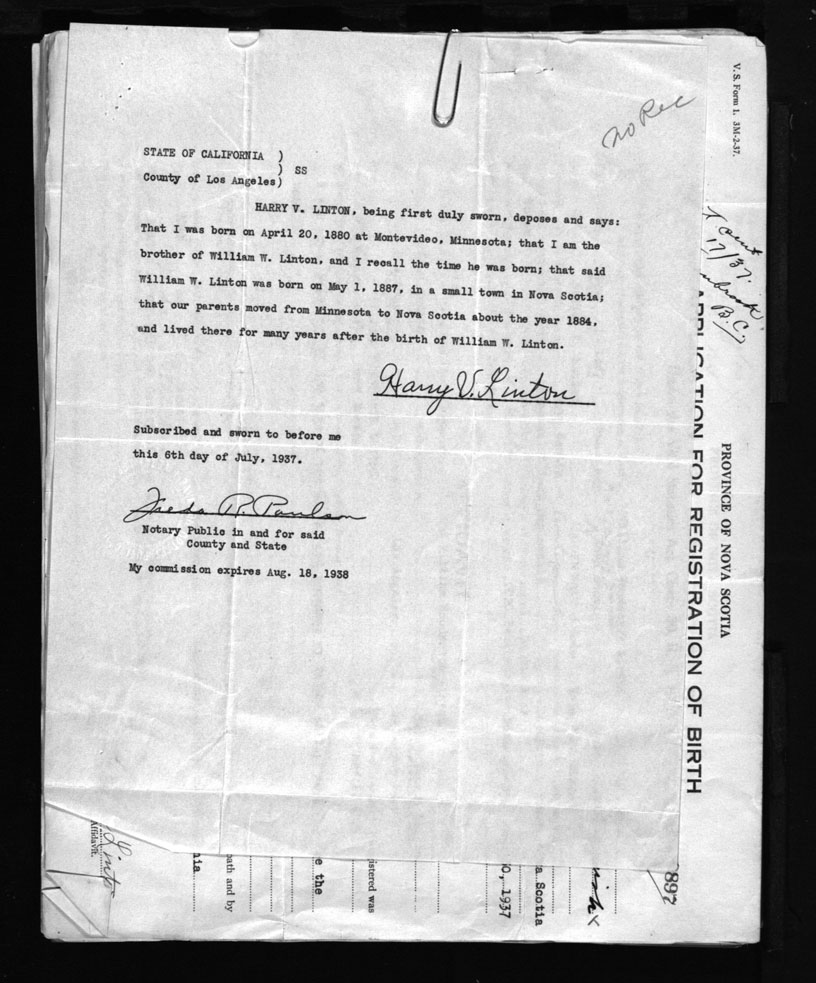 no Rec
STATE OF CALIFORNIA )
) SS
County of Los Angeles)
HARRY V. LINTON, being first duly sworn, deposes and says:
That I was born on April 20, 1880 at Montevideo, Minnesota; that I am the
brother of William W. Linton, and I recall the time he was born; that said
William W. Linton was born on May 1, 1887, in a small town in Nova Scotia;
that our parents moved from Minnesota to Nova Scotia about the year 1884,
and lived there for many years after the birth of William W. Linton.
Harry V. Linton
Subscribed and sworn to before me
this 6th day of July, 1937.
Freda R. Paulson
Notary Public in and for said
County and State
My commission expires Aug. 18, 1938
V. S. Form 1. 3M-2-37.
17/37.
B.C.
PROVINCE OF NOVA SCOTIA
APPLICATION FOR REGISTRATION OF BIRTH
892
Scotia
0, 1937
istered was
e the
ath and by
nia
Linto
Affidavit.